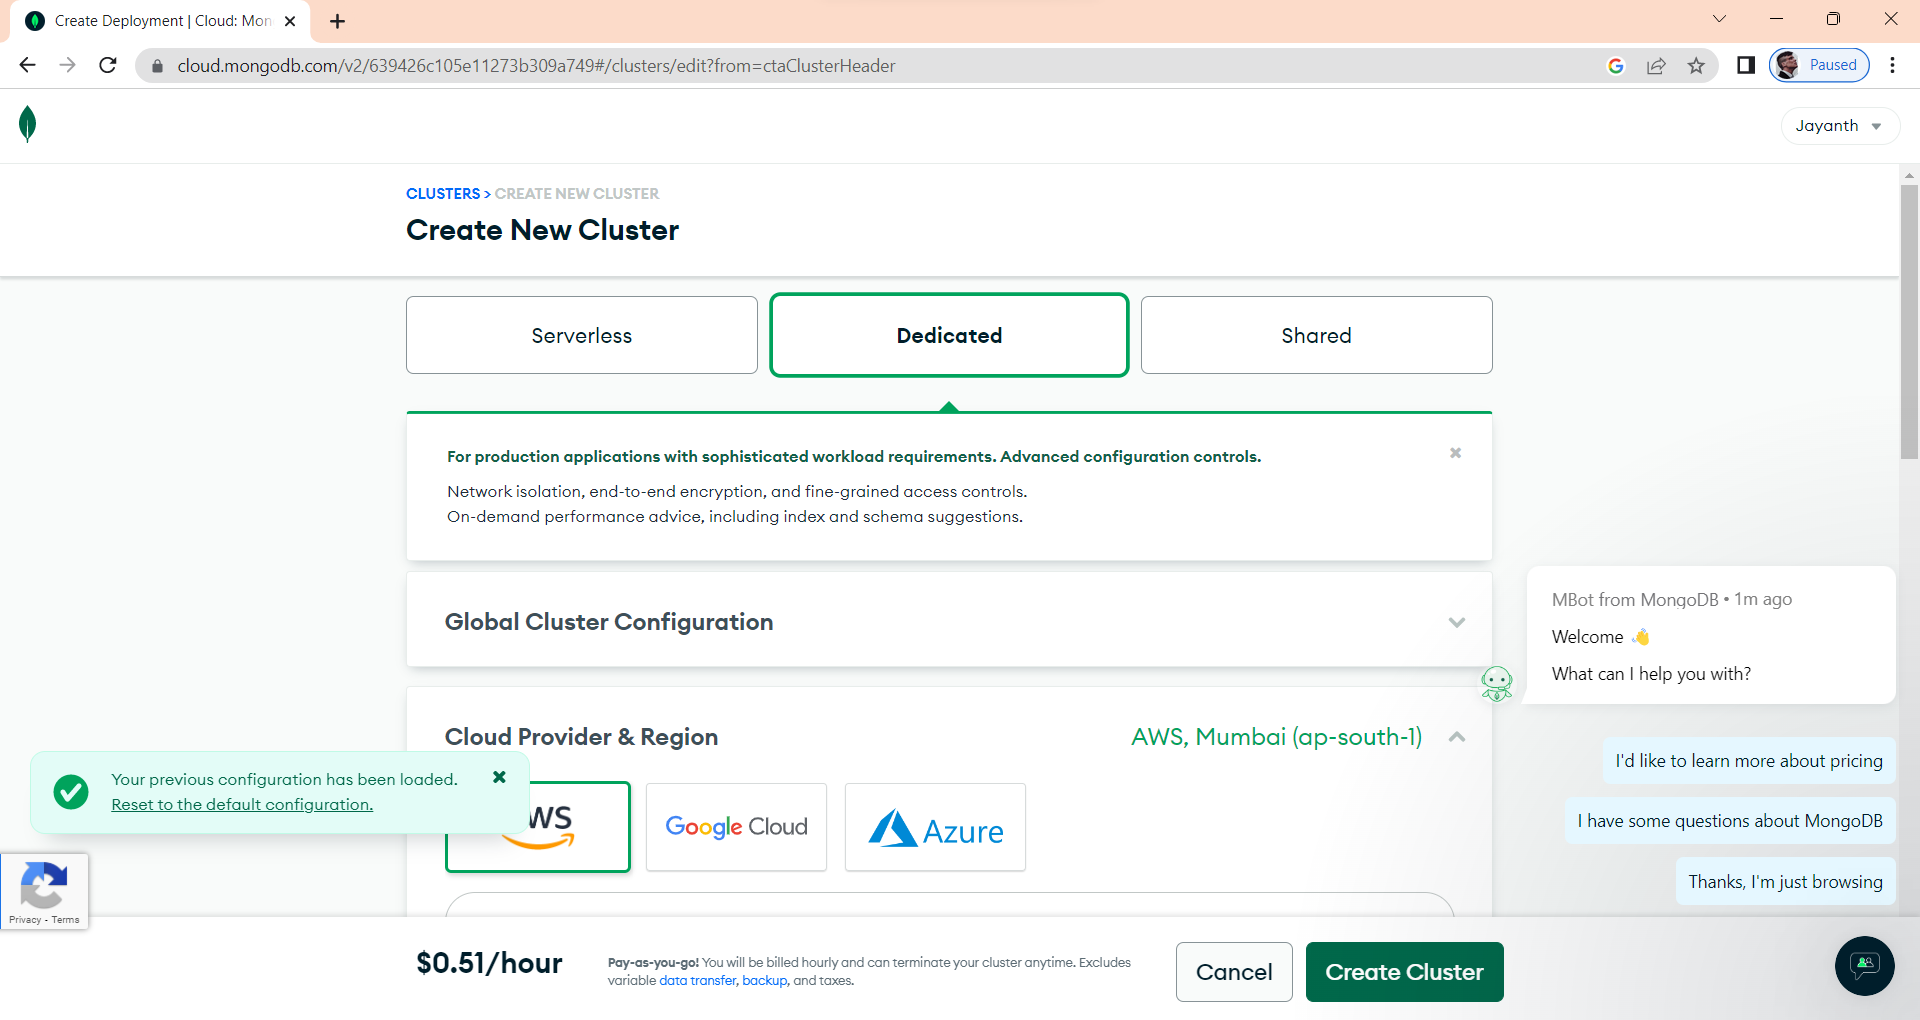 Create Deployment | Cloud: Mon
cloud.mongodb.com/v2/639426c105e11273b309a749#/clusters/edit?from=ctaClusterHeader
Paused
Jayanth
CLUSTERS > CREATE NEW CLUSTER
Create New Cluster
Serverless
Dedicated
Shared
For production applications with sophisticated workload requirements. Advanced configuration controls.
Network isolation, end-to-end encryption, and fine-grained access controls.
On-demand performance advice, including index and schema suggestions.
Global Cluster Configuration
MBot from MongoDB • 1m ago
Welcome 👋
What can I help you with?
Cloud Provider & Region
AWS, Mumbai (ap-south-1)
Your previous configuration has been loaded.
Reset to the default configuration.
WS
Google Cloud
Azure
I'd like to learn more about pricing
I have some questions about MongoDB
Thanks, I'm just browsing
Privacy - Terms
$0.51/hour
Pay-as-you-go! You will be billed hourly and can terminate your cluster anytime. Excludes
variable data transfer, backup, and taxes.
Cancel
Create Cluster